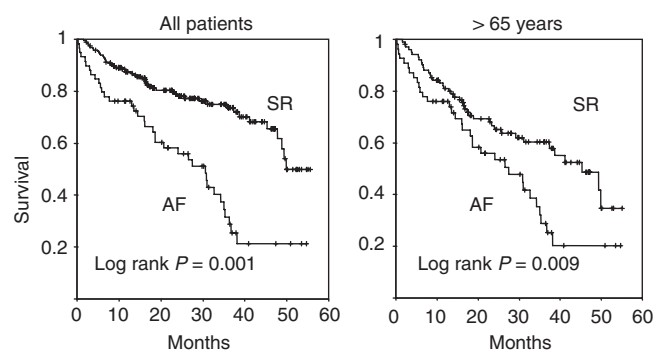 All patients
1
0.8
0.6
0.4
0.2
Survival
SR
AF
Log rank P = 0.001
0 10 20 30 40 50 60
Months
> 65 years
1
0.8
0.6
0.4
0.2
SR
AF
Log rank P = 0.009
0 10 20 30 40 50 60
Months